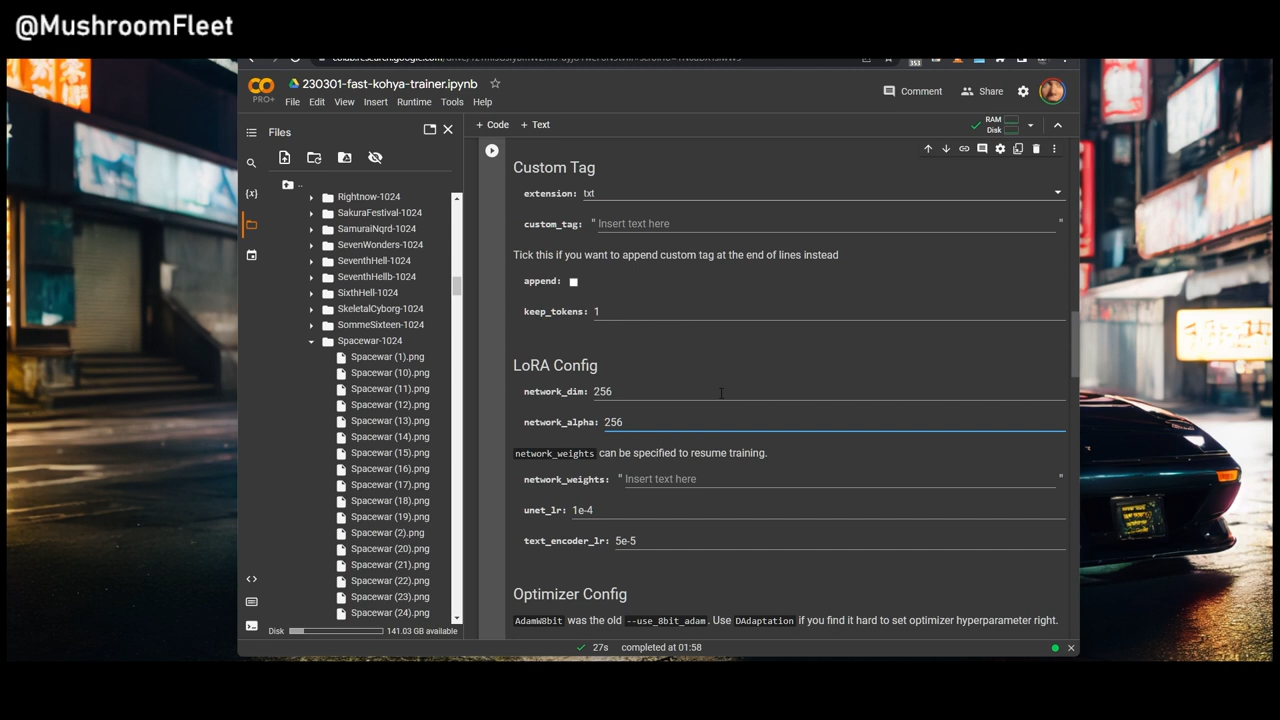 @MushroomFleet
230301-fast-kohya-trainer.ipynb
PRO+
File Edit View Insert Runtime Tools Help
Comment
Share
Files
+ Code + Text
RAM
Disk
..
Rightnow-1024
SakuraFestival-1024
SamuraiNqrd-1024
SevenWonders-1024
SeventhHell-1024
SeventhHellb-1024
SixthHell-1024
SkeletalCyborg-1024
SommeSixteen-1024
Spacewar-1024
Spacewar (1).png
Spacewar (10).png
Spacewar (11).png
Spacewar (12).png
Spacewar (13).png
Spacewar (14).png
Spacewar (15).png
Spacewar (16).png
Spacewar (17).png
Spacewar (18).png
Spacewar (19).png
Spacewar (2).png
Spacewar (20).png
Spacewar (21).png
Spacewar (22).png
Spacewar (23).png
Spacewar (24).png
Disk 141.03 GB available
Custom Tag
extension: txt
custom_tag: " Insert text here "
Tick this if you want to append custom tag at the end of lines instead
append:
keep_tokens: 1
LoRA Config
network_dim: 256
network_alpha: 256
network_weights can be specified to resume training.
network_weights: " Insert text here "
unet_lr: 1e-4
text_encoder_lr: 5e-5
Optimizer Config
AdamW8bit was the old --use_8bit_adam. Use DAdaptation if you find it hard to set optimizer hyperparameter right.
27s completed at 01:58